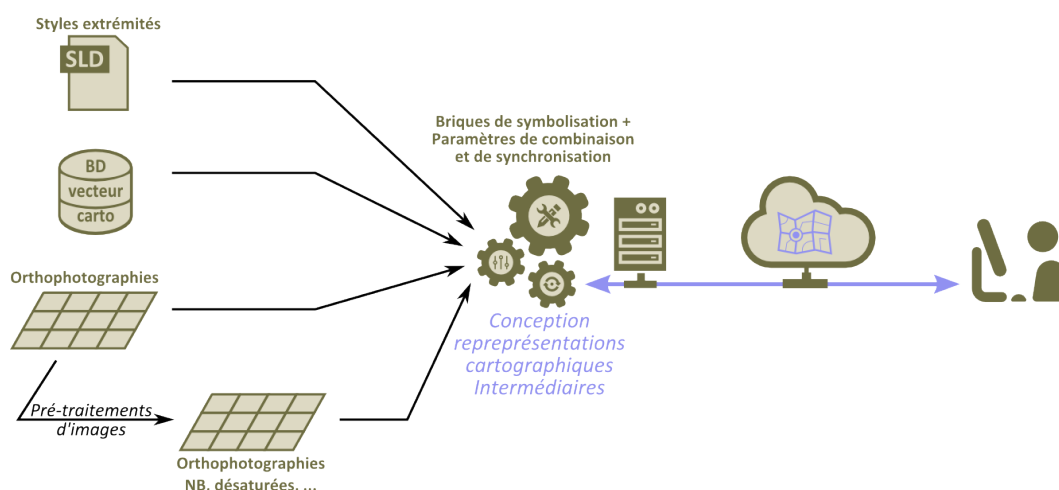 Styles extrémités
SLD
BD
vecteur
carto
Orthophotographies
Pré-traitements
d'images
Orthophotographies
NB, désaturées, ...
Briques de symbolisation +
Paramètres de combinaison
et de synchronisation
Conception
repreprésentations
cartographiques
Intermédiaires